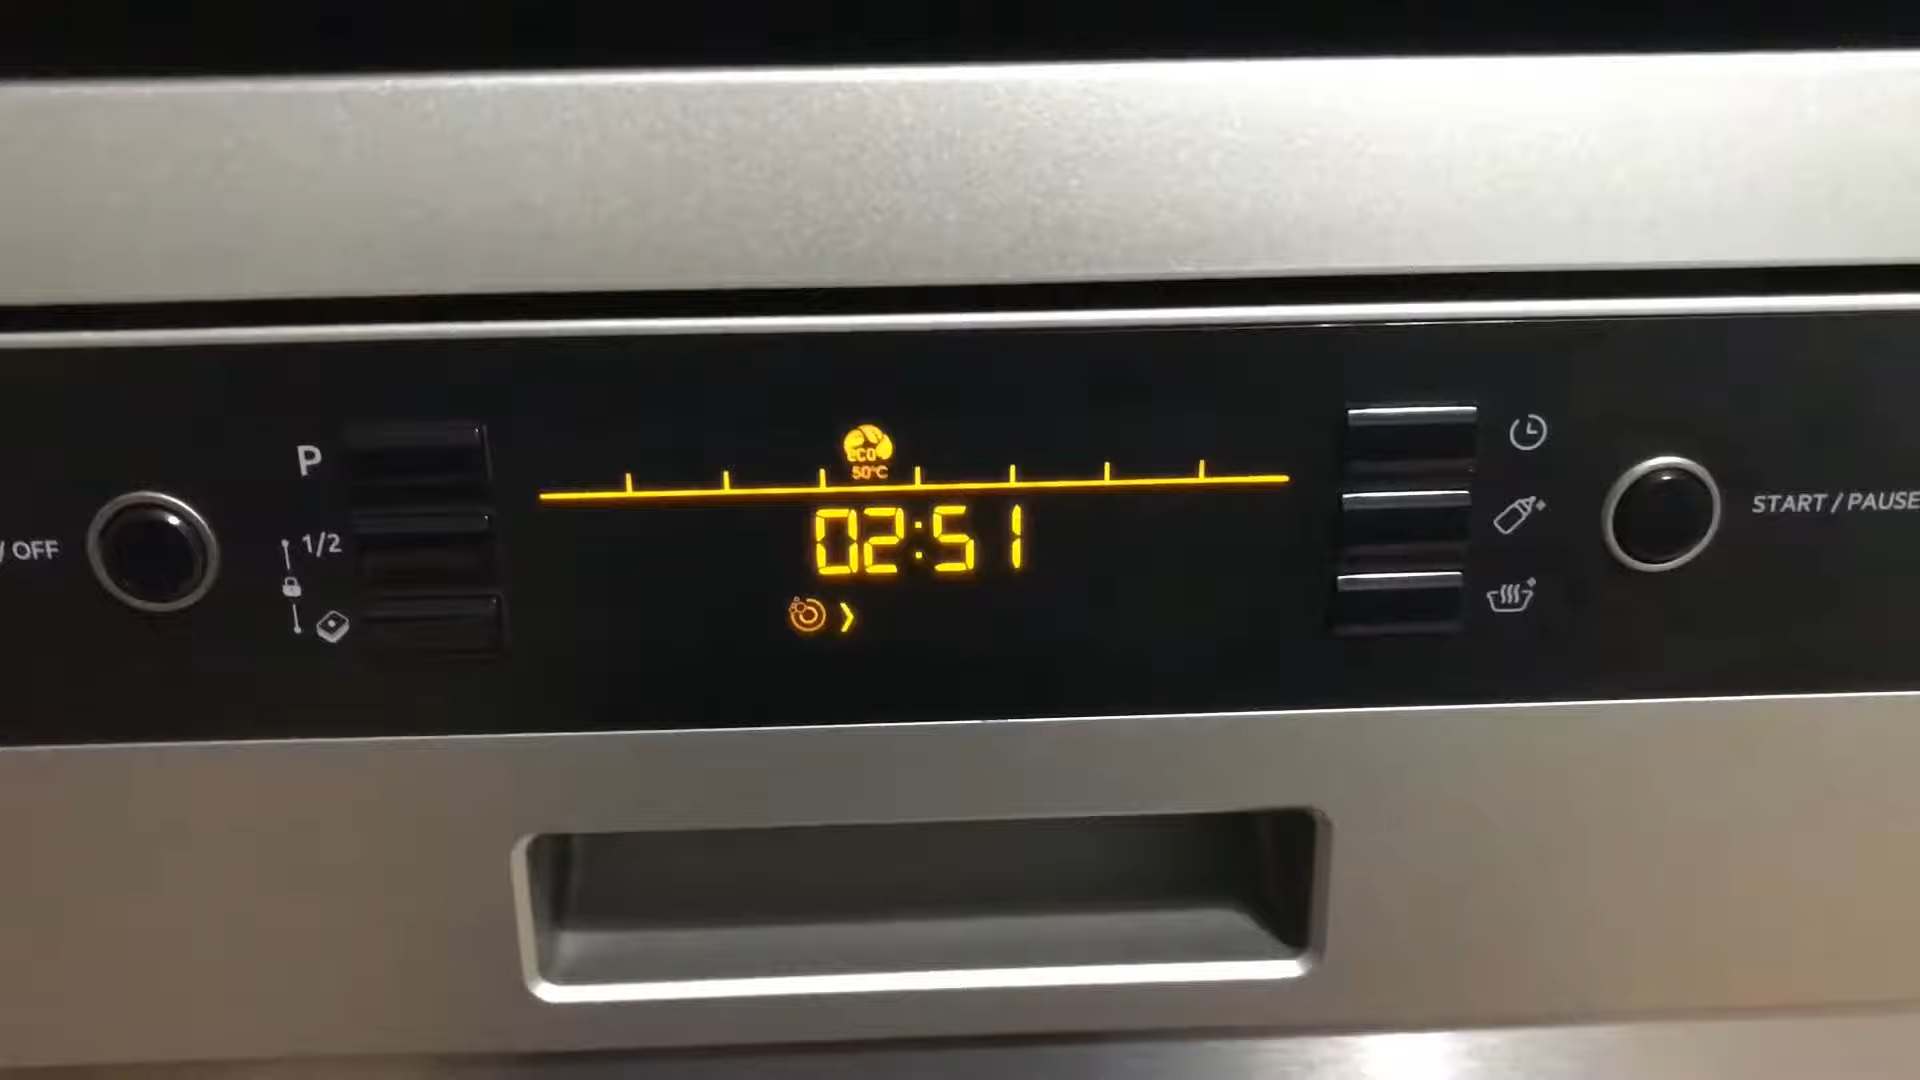 P
1/2
/ OFF
ECO
50°C
02:51
START / PAUSE